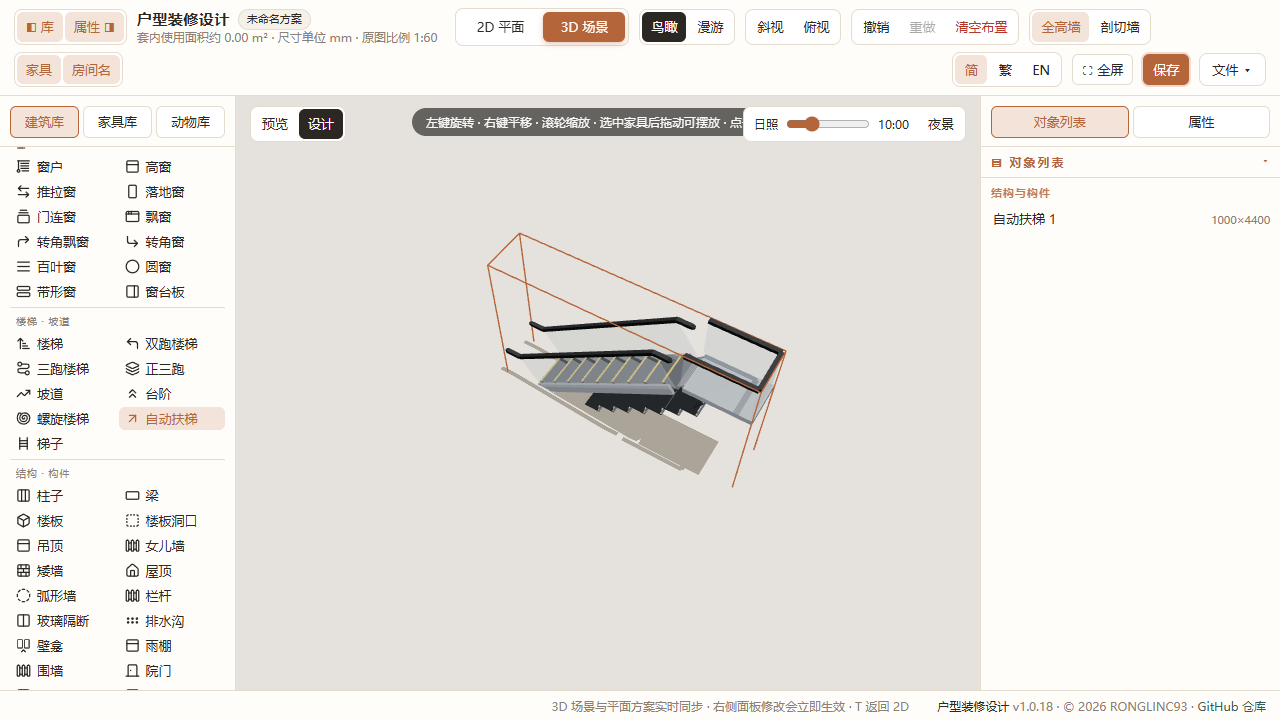 库 属性
户型装修设计 未命名方案
套内使用面积约 0.00 m² · 尺寸单位 mm · 原图比例 1:60
2D 平面 3D 场景 鸟瞰 漫游 斜视 俯视 撤销 重做 清空布置 全高墙 剖切墙
家具 房间名
简 繁 EN 全屏 保存 文件
建筑库 家具库 动物库
预览 设计
左键旋转 · 右键平移 · 滚轮缩放 · 选中家具后拖动可摆放 · 点
日照 10:00 夜景
对象列表 属性
对象列表
结构与构件
自动扶梯 1 1000×4400
窗户 高窗
推拉窗 落地窗
门连窗 飘窗
转角飘窗 转角窗
百叶窗 圆窗
带形窗 窗台板
楼梯 · 坡道
楼梯 双跑楼梯
三跑楼梯 正三跑
坡道 台阶
螺旋楼梯 自动扶梯
梯子
结构 · 构件
柱子 梁
楼板 楼板洞口
吊顶 女儿墙
矮墙 屋顶
弧形墙 栏杆
玻璃隔断 排水沟
壁龛 雨棚
围墙 院门
3D 场景与平面方案实时同步 · 右侧面板修改会立即生效 · T 返回 2D
户型装修设计 v1.0.18 · © 2026 RONGLINC93 · GitHub 仓库